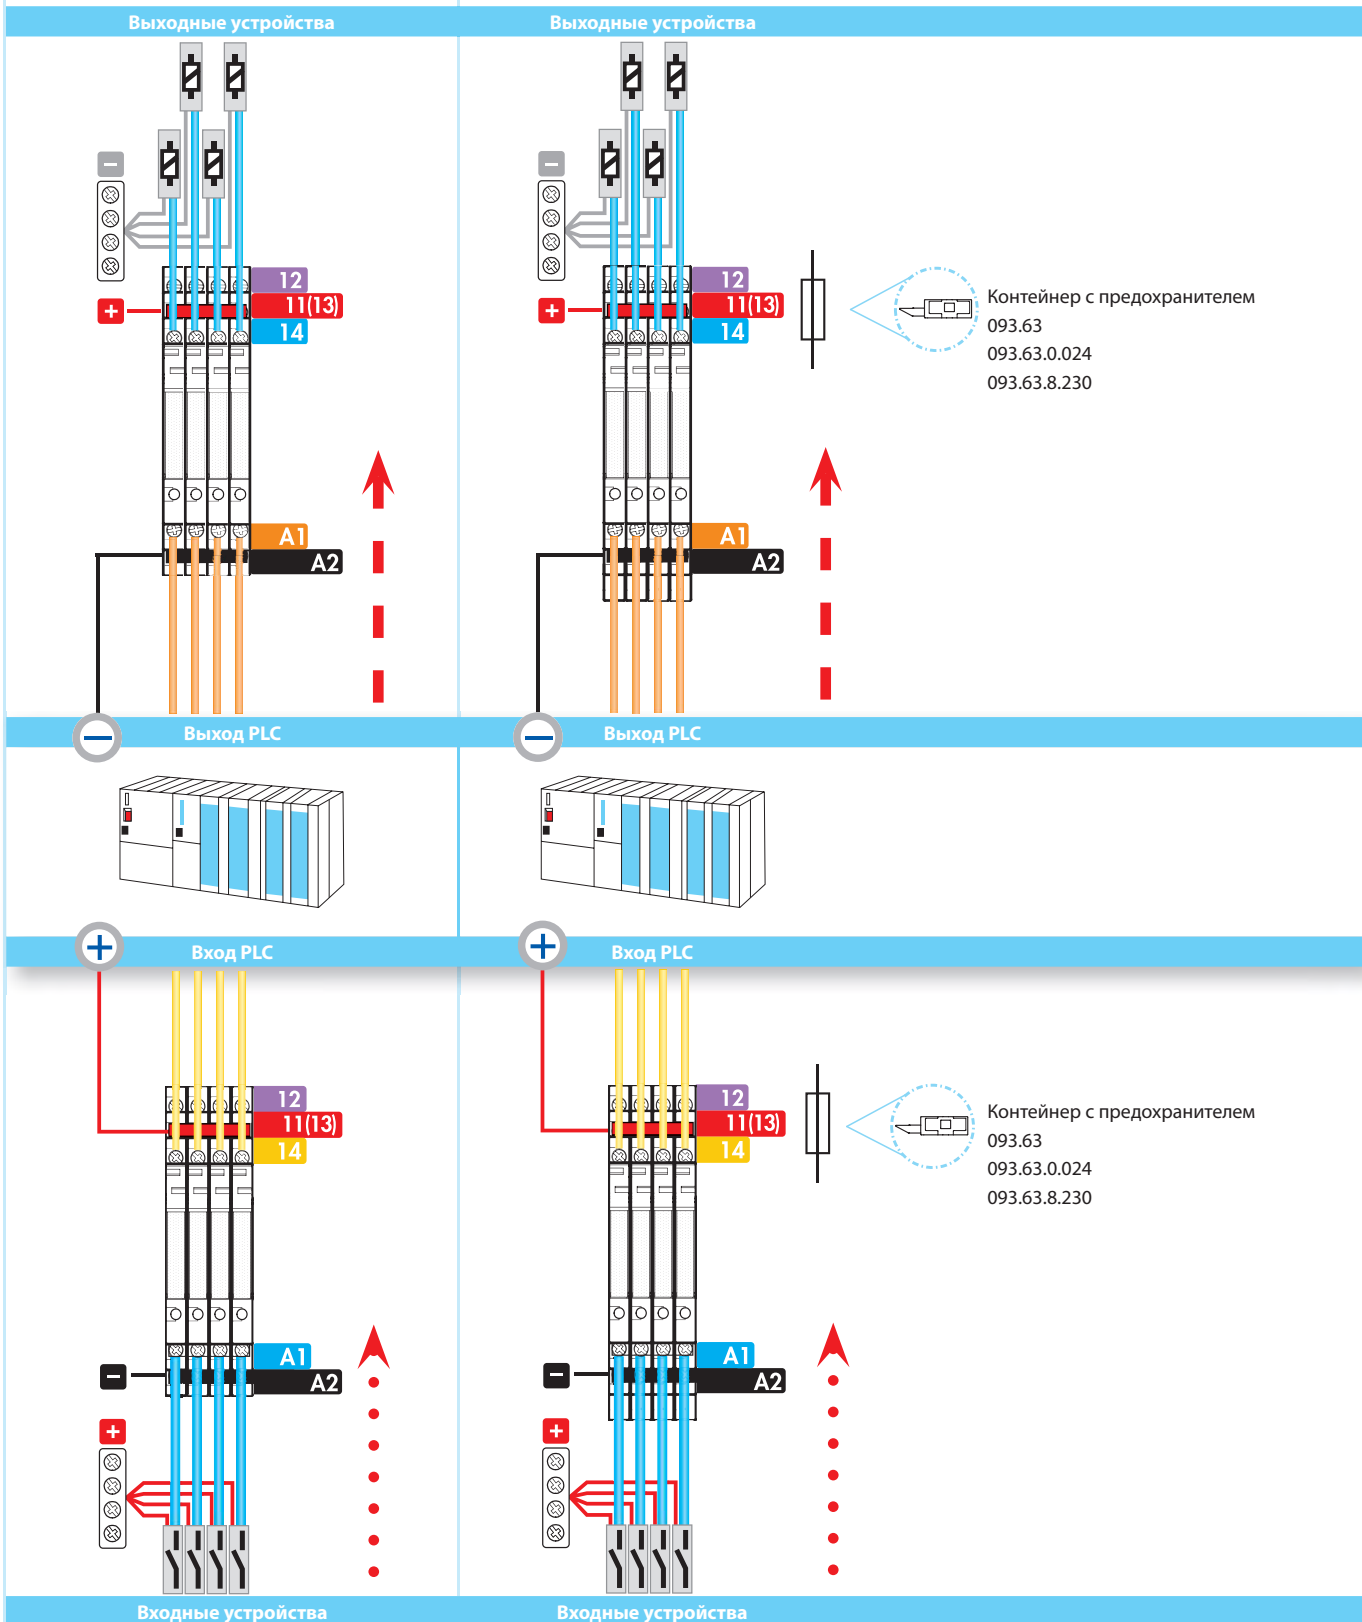 Выходные устройства
Выходные устройства
12
11(13)
14
A1
A2
12
11(13)
14
A1
A2
Контейнер с предохранителем
093.63
093.63.0.024
093.63.8.230
Выход PLC
Выход PLC
Вход PLC
Вход PLC
12
11(13)
14
A1
A2
12
11(13)
14
A1
A2
Контейнер с предохранителем
093.63
093.63.0.024
093.63.8.230
Входные устройства
Входные устройства